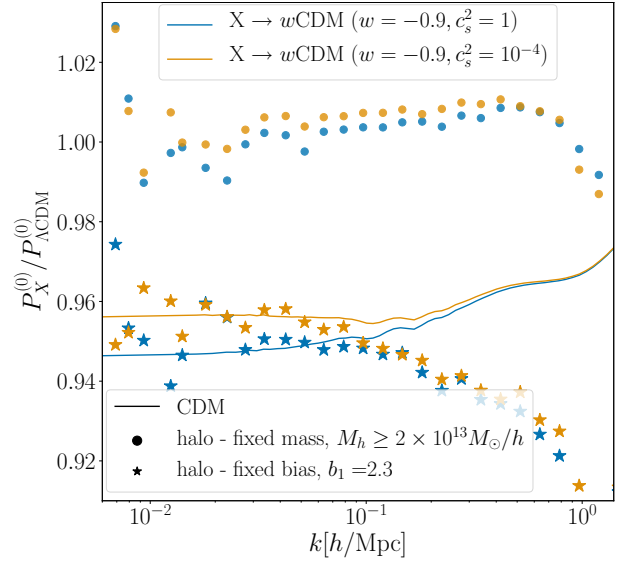 X → wCDM (w = −0.9, c_s^2 = 1)
X → wCDM (w = −0.9, c_s^2 = 10^{−4})
1.02
1.00
0.98
0.96
0.94
0.92
P_X^{(0)}/P_{ΛCDM}^{(0)}
CDM
halo - fixed mass, M_h ≥ 2 × 10^{13}M_⊙/h
halo - fixed bias, b_1 =2.3
10^{−2}
10^{−1}
10^0
k[h/Mpc]